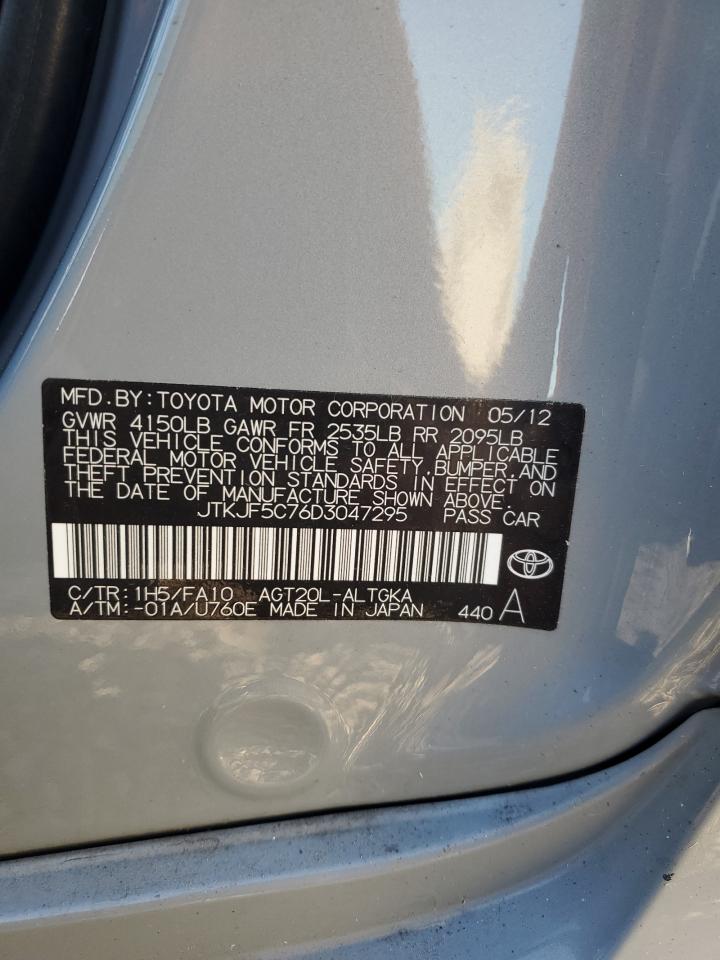 MFD.BY:TOYOTA MOTOR CORPORATION 05/12
GVWR 4150LB GAWR FR 2535LB RR 2095LB
THIS VEHICLE CONFORMS TO ALL APPLICABLE
FEDERAL MOTOR VEHICLE SAFETY,BUMPER,AND
THEFT PREVENTION STANDARDS IN EFFECT ON
THE DATE OF MANUFACTURE SHOWN ABOVE.
JTKJF5C76D3047295 PASS CAR
C/TR:1H5/FA10 AGT20L-ALTGKA
A/TM:-01A/U760E MADE IN JAPAN 440 A